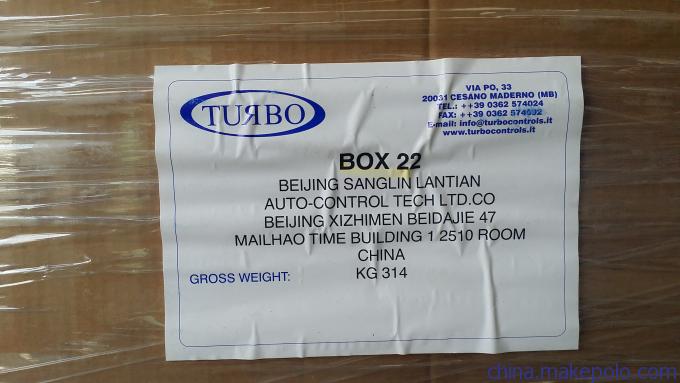 TURBO
VIA PO, 33
20031 CESANO MADERNO (MB)
TEL.: ++39 0362 574024
FAX: ++39 0362 574092
E-mail: info@turbocontrols.it
www.turbocontrols.it
BOX 22
BEIJING SANGLIN LANTIAN
AUTO-CONTROL TECH LTD.CO
BEIJING XIZHIMEN BEIDAJIE 47
MAILHAO TIME BUILDING 1 2510 ROOM
CHINA
GROSS WEIGHT: KG 314
china.makepolo.com